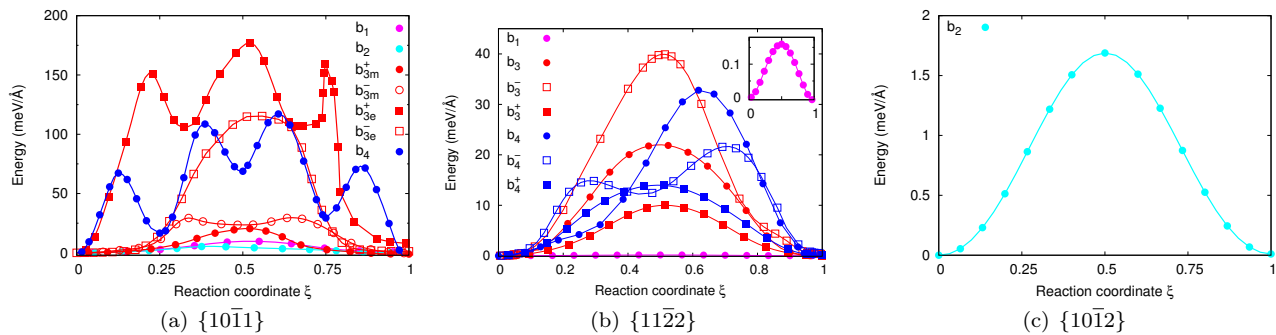 200
150
100
50
0
Energy (meV/Å)
0
0.25
0.5
0.75
1
Reaction coordinate ξ
b₁
b₂
b⁺₃ₘ
b⁻₃ₘ
b⁺₃ₑ
b⁻₃ₑ
b₄
(a) {101̅1}
40
30
20
10
0
Energy (meV/Å)
0
0.2
0.4
0.6
0.8
1
Reaction coordinate ξ
b₁
b₃
b⁻₃
b⁺₃
b₄
b⁻₄
b⁺₄
0.1
0
0
1
(b) {112̅2}
2
1.5
1
0.5
0
Energy (meV/Å)
0
0.25
0.5
0.75
1
Reaction coordinate ξ
b₂
(c) {101̅2}